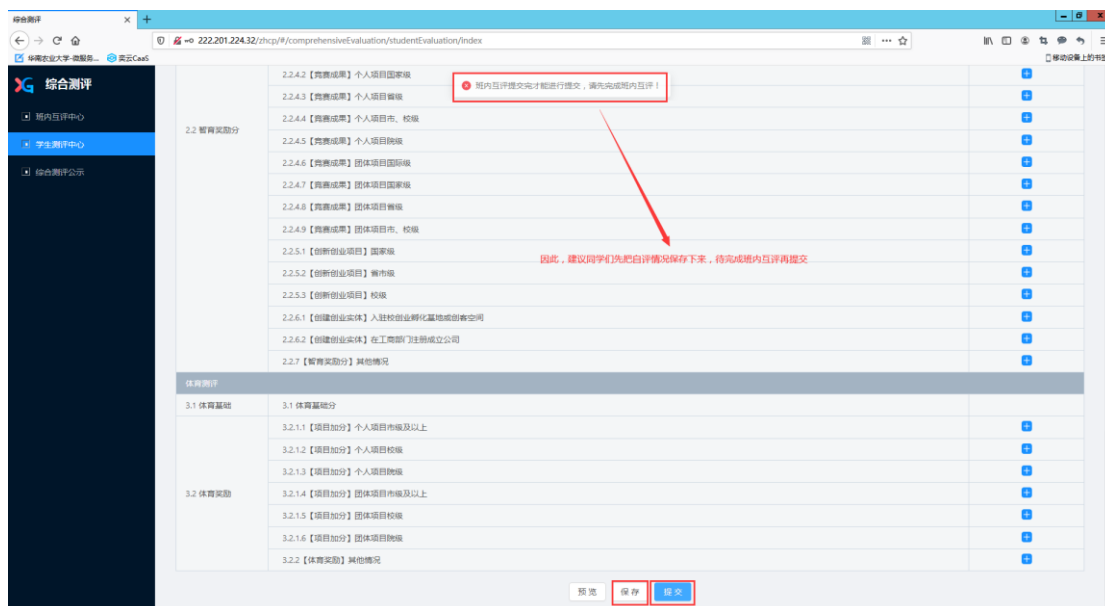 综合测评
222.201.224.32/zhcp/#/comprehensiveEvaluation/studentEvaluation/Index
华南农业大学-微服务... 奕云CaaS 移动设备上的书签
XG 综合测评
班内互评中心
学生测评中心
综合测评公示
班内互评提交完才能进行提交，请先完成班内互评！
2.2 智育奖励分
2.2.4.2【竞赛成果】个人项目国家级
2.2.4.3【竞赛成果】个人项目省级
2.2.4.4【竞赛成果】个人项目市、校级
2.2.4.5【竞赛成果】个人项目院级
2.2.4.6【竞赛成果】团体项目国际级
2.2.4.7【竞赛成果】团体项目国家级
2.2.4.8【竞赛成果】团体项目省级
2.2.4.9【竞赛成果】团体项目市、校级
2.2.5.1【创新创业项目】国家级
因此，建议同学们先把自评情况保存下来，待完成班内互评再提交
2.2.5.2【创新创业项目】省市级
2.2.5.3【创新创业项目】校级
2.2.6.1【创建创业实体】入驻校创业孵化基地或创客空间
2.2.6.2【创建创业实体】在工商部门注册成立公司
2.2.7【智育奖励分】其他情况
体育测评
3.1 体育基础 3.1 体育基础分
3.2 体育奖励
3.2.1.1【项目加分】个人项目市级及以上
3.2.1.2【项目加分】个人项目校级
3.2.1.3【项目加分】个人项目院级
3.2.1.4【项目加分】团体项目市级及以上
3.2.1.5【项目加分】团体项目校级
3.2.1.6【项目加分】团体项目院级
3.2.2【体育奖励】其他情况
预览 保存 提交